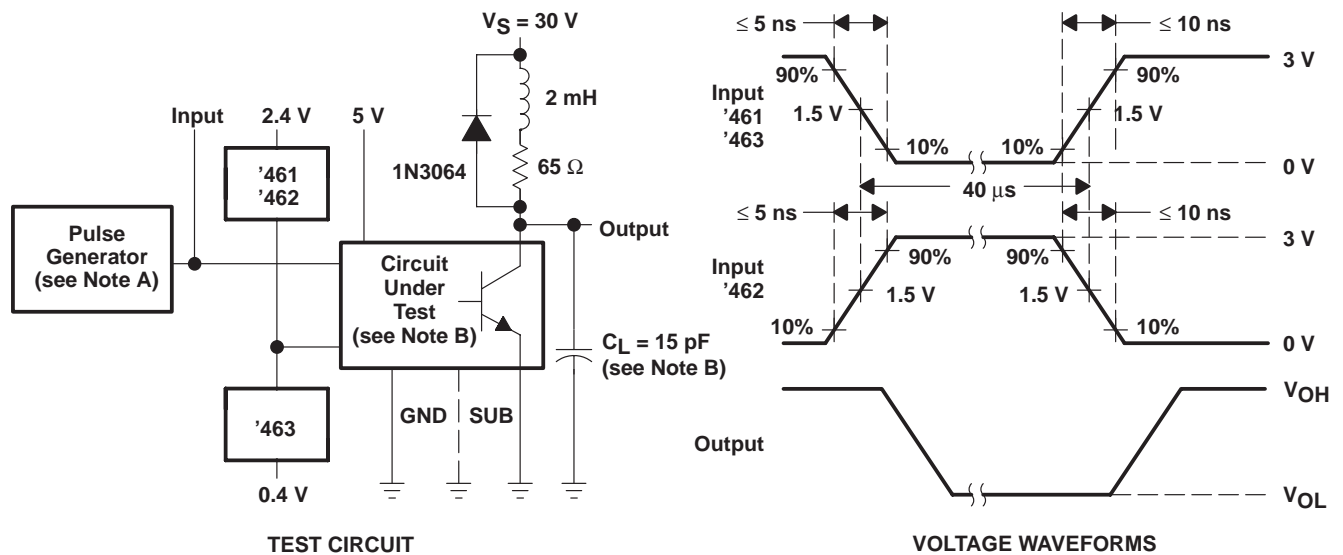 VS = 30 V
2 mH
Input
2.4 V
5 V
'461
'462
1N3064
65 Ω
Pulse
Generator
(see Note A)
Output
Circuit
Under
Test
(see Note B)
CL = 15 pF
(see Note B)
'463
GND
SUB
0.4 V
TEST CIRCUIT
≤ 5 ns
≤ 10 ns
90%
90%
3 V
Input
'461
'463
1.5 V
1.5 V
10%
10%
0 V
40 μs
≤ 5 ns
≤ 10 ns
3 V
90%
90%
Input
'462
1.5 V
1.5 V
10%
10%
0 V
VOH
Output
VOL
VOLTAGE WAVEFORMS